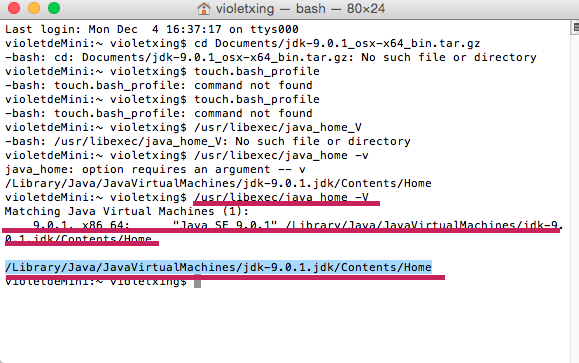 violetxing — bash — 80×24
Last login: Mon Dec  4 16:37:17 on ttys000
violetdeMini:~ violetxing$ cd Documents/jdk-9.0.1_osx-x64_bin.tar.gz
-bash: cd: Documents/jdk-9.0.1_osx-x64_bin.tar.gz: No such file or directory
violetdeMini:~ violetxing$ touch.bash_profile
-bash: touch.bash_profile: command not found
violetdeMini:~ violetxing$ touch.bash_profile
-bash: touch.bash_profile: command not found
violetdeMini:~ violetxing$ /usr/libexec/java_home_V
-bash: /usr/libexec/java_home_V: No such file or directory
violetdeMini:~ violetxing$ /usr/libexec/java_home -v
java_home: option requires an argument -- v
/Library/Java/JavaVirtualMachines/jdk-9.0.1.jdk/Contents/Home
violetdeMini:~ violetxing$ /usr/libexec/java_home -V
Matching Java Virtual Machines (1):
    9.0.1, x86_64:	"Java SE 9.0.1"	/Library/Java/JavaVirtualMachines/jdk-9.
0.1.jdk/Contents/Home
/Library/Java/JavaVirtualMachines/jdk-9.0.1.jdk/Contents/Home
violetdeMini:~ violetxing$